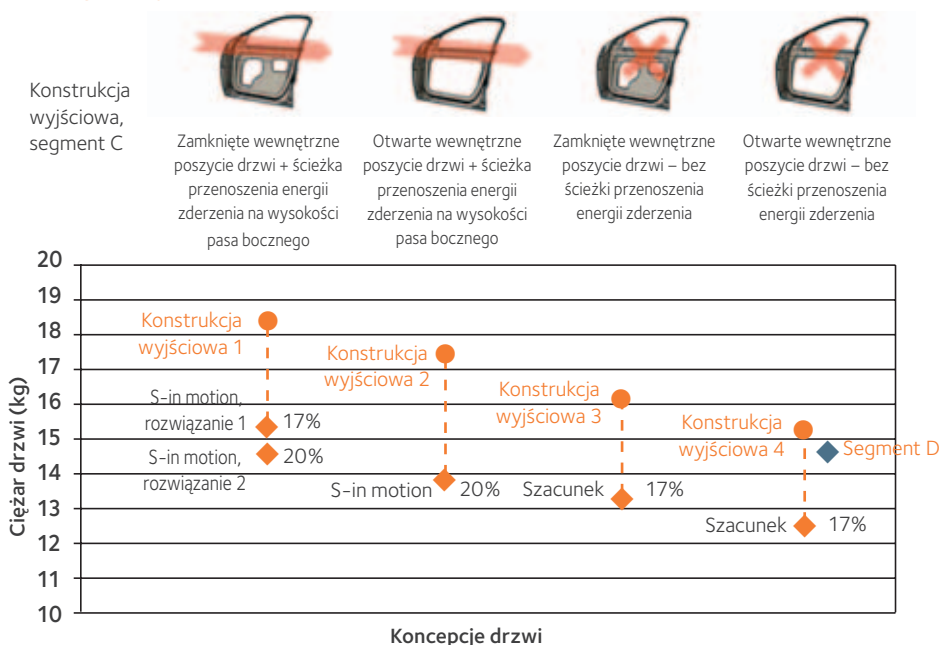 Konstrukcja
wyjściowa,
segment C
Zamknięte wewnętrzne
poszycie drzwi + ścieżka
przenoszenia energii
zderzenia na wysokości
pasa bocznego
Otwarte wewnętrzne
poszycie drzwi + ścieżka
przenoszenia energii
zderzenia na wysokości
pasa bocznego
Zamknięte wewnętrzne
poszycie drzwi – bez
ścieżki przenoszenia
energii zderzenia
Otwarte wewnętrzne
poszycie drzwi – bez
ścieżki przenoszenia
energii zderzenia
Ciężar drzwi (kg)
20
19
18
17
16
15
14
13
12
11
10
Konstrukcja
wyjściowa 1
S-in motion,
rozwiązanie 1
17%
S-in motion,
rozwiązanie 2
20%
Konstrukcja
wyjściowa 2
S-in motion
20%
Konstrukcja
wyjściowa 3
Szacunek
17%
Konstrukcja
wyjściowa 4
Segment D
Szacunek
17%
Koncepcje drzwi